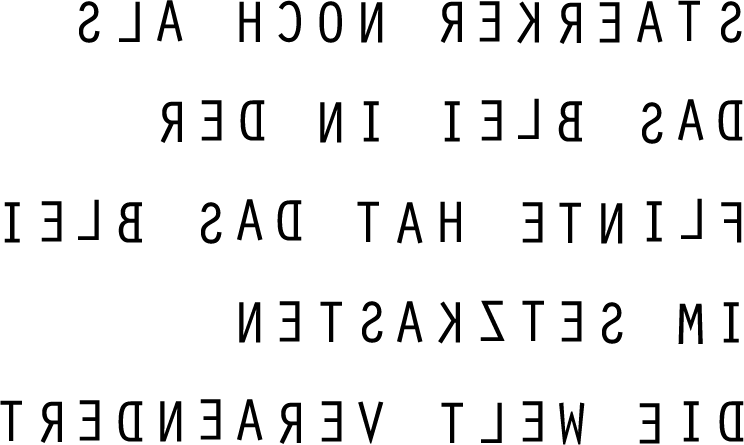 STAERKER NOCH ALS
DAS BLEI IN DER
FLINTE HAT DAS BLEI
IM SETZKASTEN
DIE WELT VERAENDERT